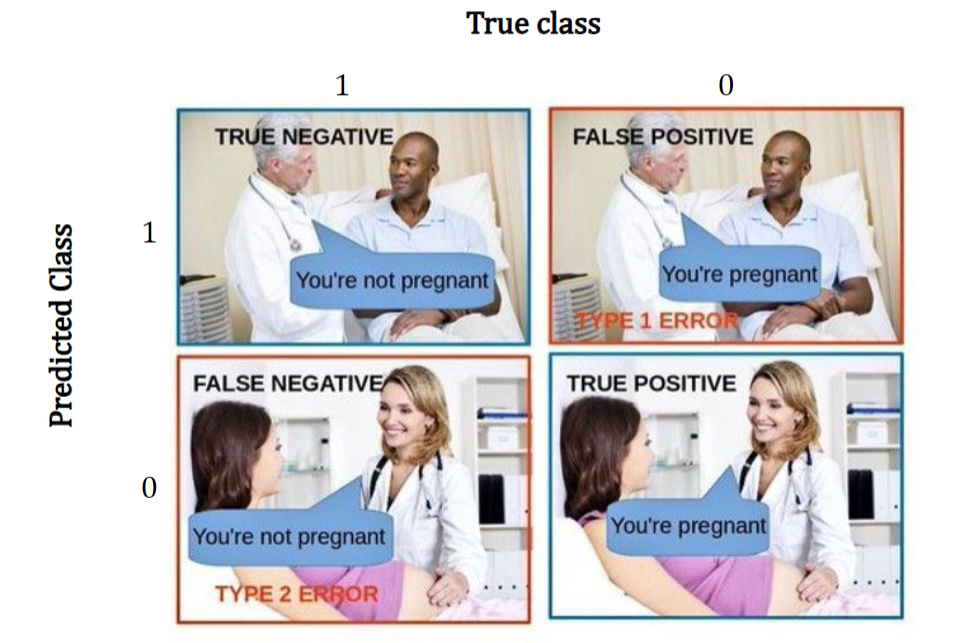 True class
1
0
Predicted Class
1
TRUE NEGATIVE
You're not pregnant
FALSE POSITIVE
You're pregnant
TYPE 1 ERROR
0
FALSE NEGATIVE
You're not pregnant
TYPE 2 ERROR
TRUE POSITIVE
You're pregnant